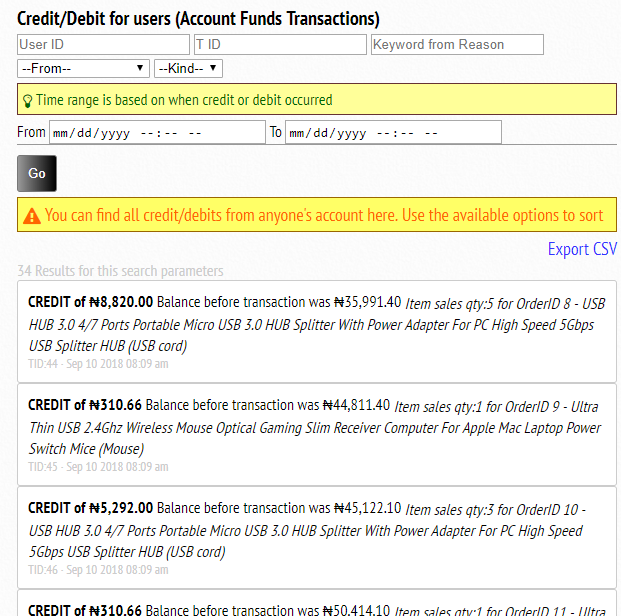 Credit/Debit for users (Account Funds Transactions)
User ID T ID Keyword from Reason
--From-- --Kind--
Time range is based on when credit or debit occurred
From mm/dd/yyyy --:-- -- To mm/dd/yyyy --:-- --
Go
You can find all credit/debits from anyone's account here. Use the available options to sort
Export CSV
34 Results for this search parameters
CREDIT of ₦8,820.00 Balance before transaction was ₦35,991.40 Item sales qty:5 for OrderID 8 - USB
HUB 3.0 4/7 Ports Portable Micro USB 3.0 HUB Splitter With Power Adapter For PC High Speed 5Gbps
USB Splitter HUB (USB cord)
TID:44 · Sep 10 2018 08:09 am
CREDIT of ₦310.66 Balance before transaction was ₦44,811.40 Item sales qty:1 for OrderID 9 - Ultra
Thin USB 2.4Ghz Wireless Mouse Optical Gaming Slim Receiver Computer For Apple Mac Laptop Power
Switch Mice (Mouse)
TID:45 · Sep 10 2018 08:09 am
CREDIT of ₦5,292.00 Balance before transaction was ₦45,122.10 Item sales qty:3 for OrderID 10 -
USB HUB 3.0 4/7 Ports Portable Micro USB 3.0 HUB Splitter With Power Adapter For PC High Speed
5Gbps USB Splitter HUB (USB cord)
TID:46 · Sep 10 2018 08:09 am
CREDIT of ₦310.66 Balance before transaction was ₦50,414.10 Item sales qty:1 for OrderID 11 - Ultra